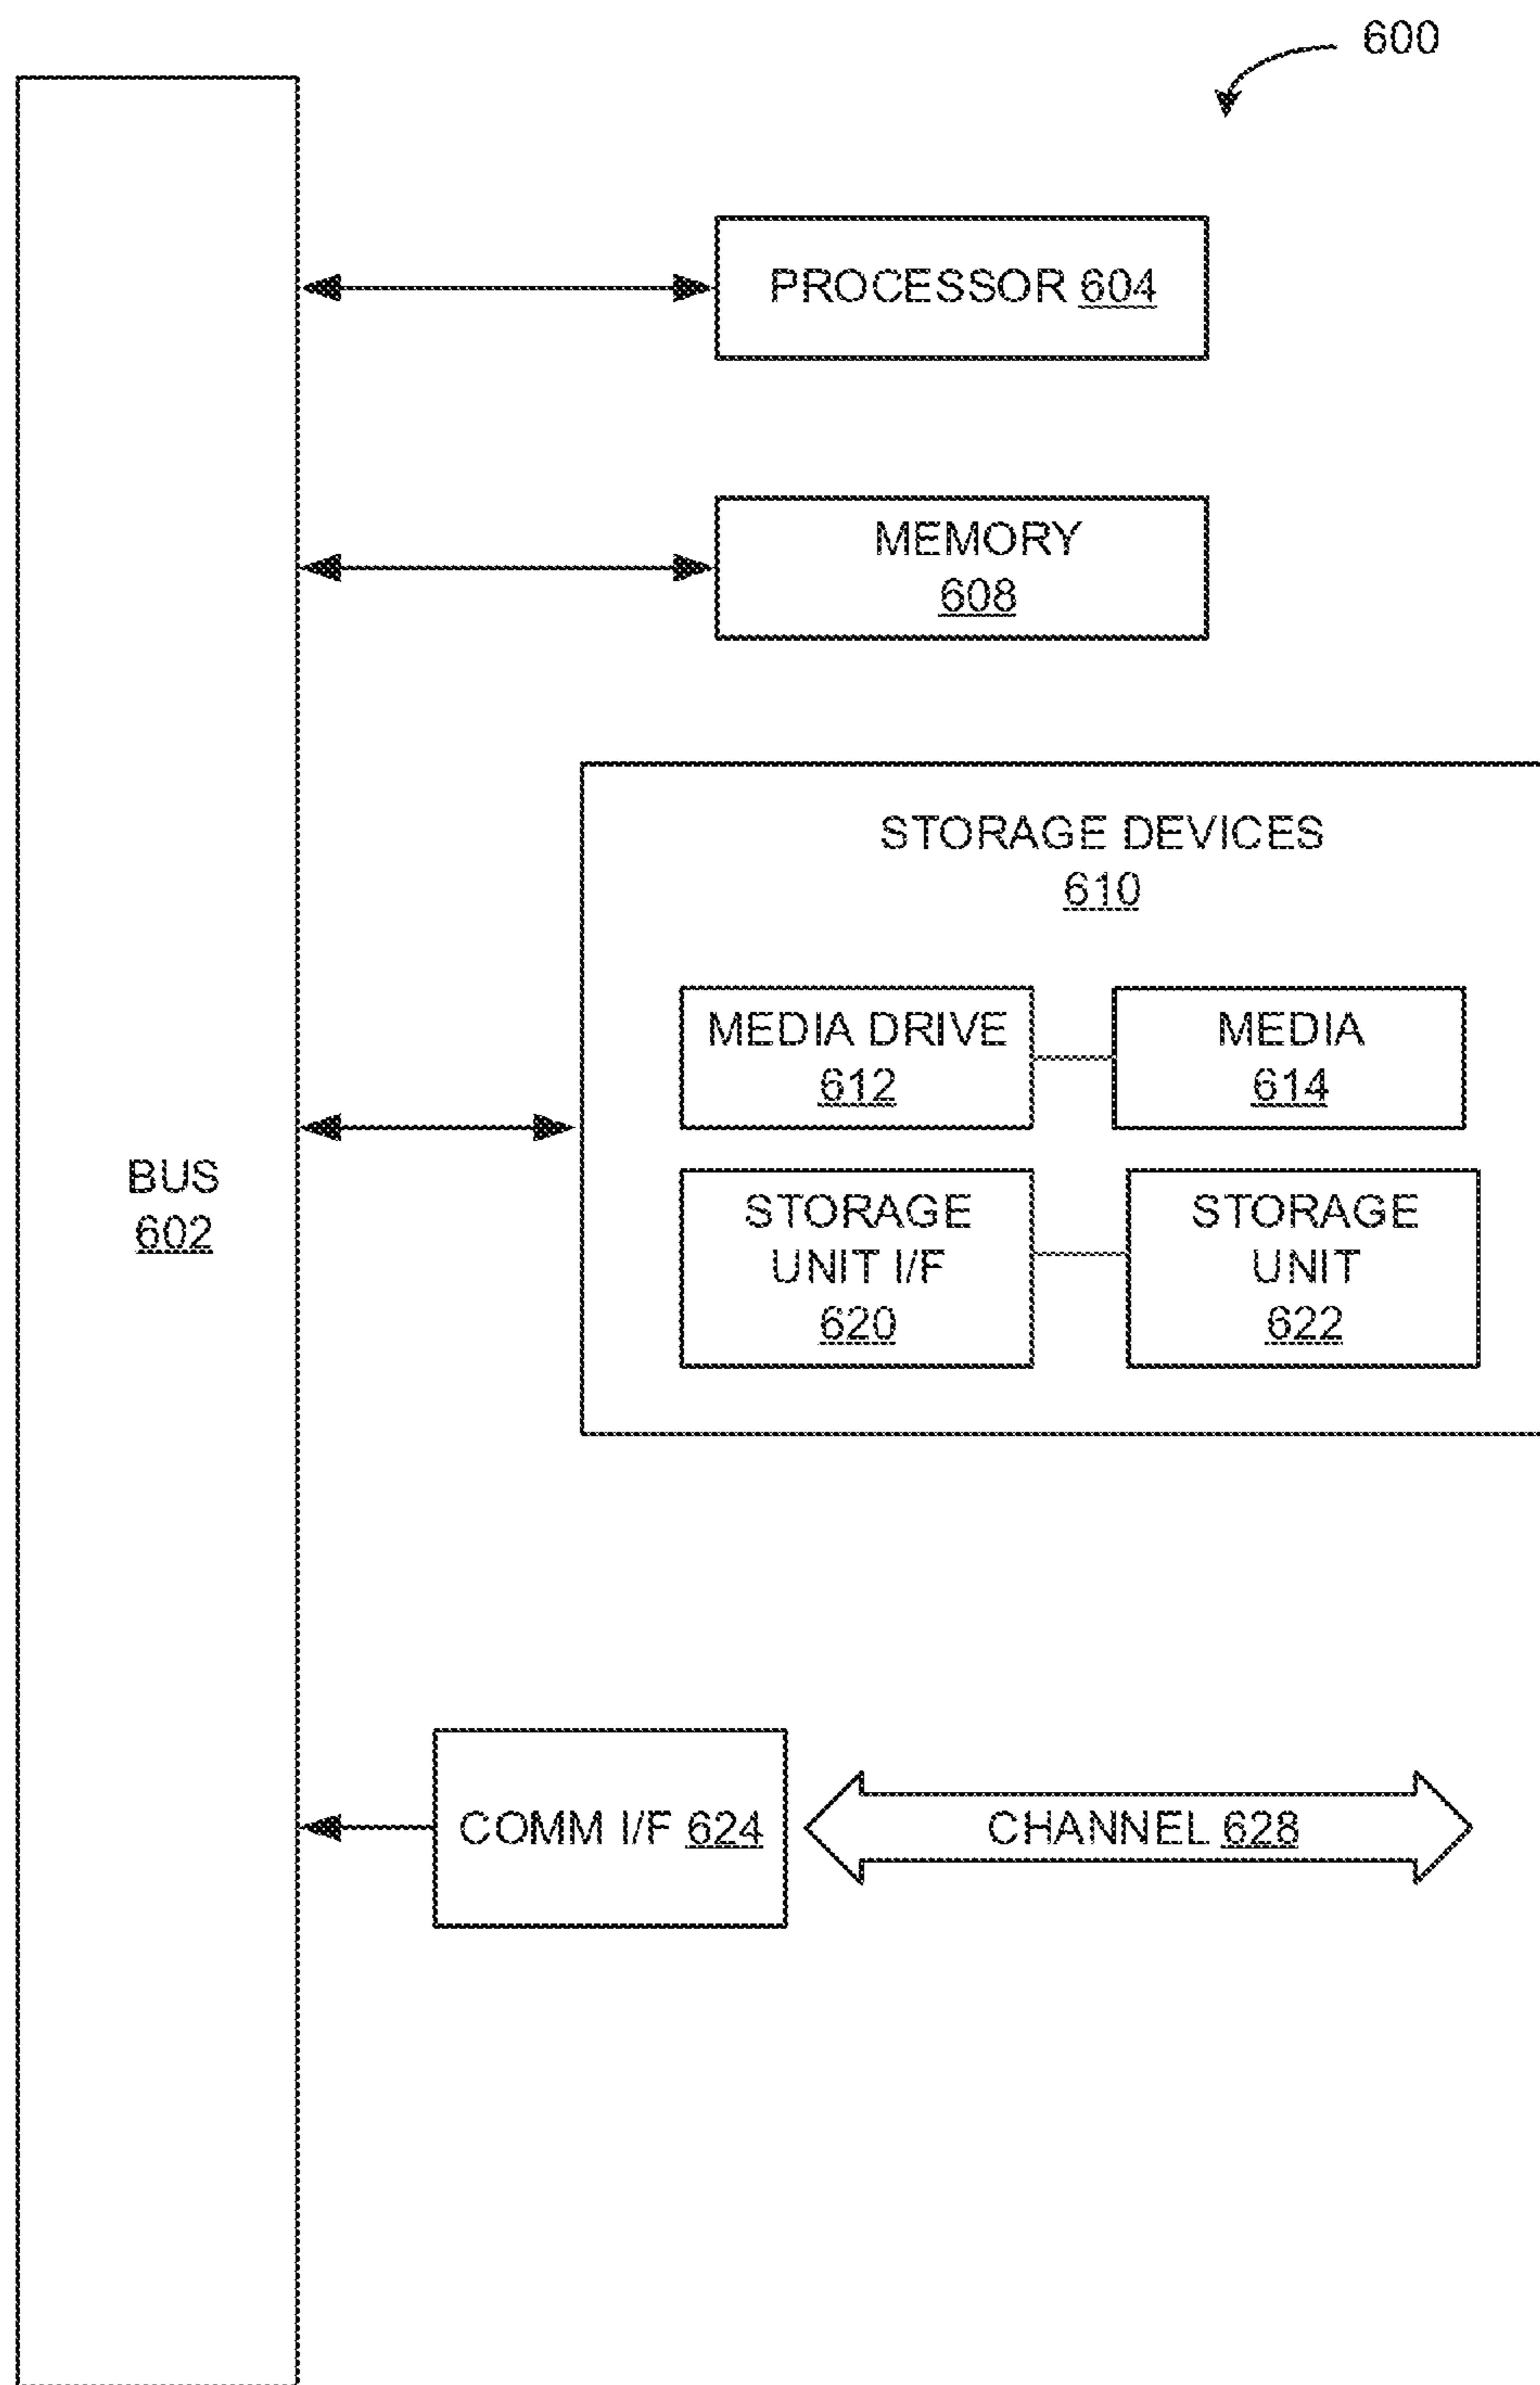 600
PROCESSOR 604
MEMORY
608
STORAGE DEVICES
610
MEDIA DRIVE
612
MEDIA
614
BUS
602
STORAGE
UNIT I/F
620
STORAGE
UNIT
622
COMM I/F 624
CHANNEL 628